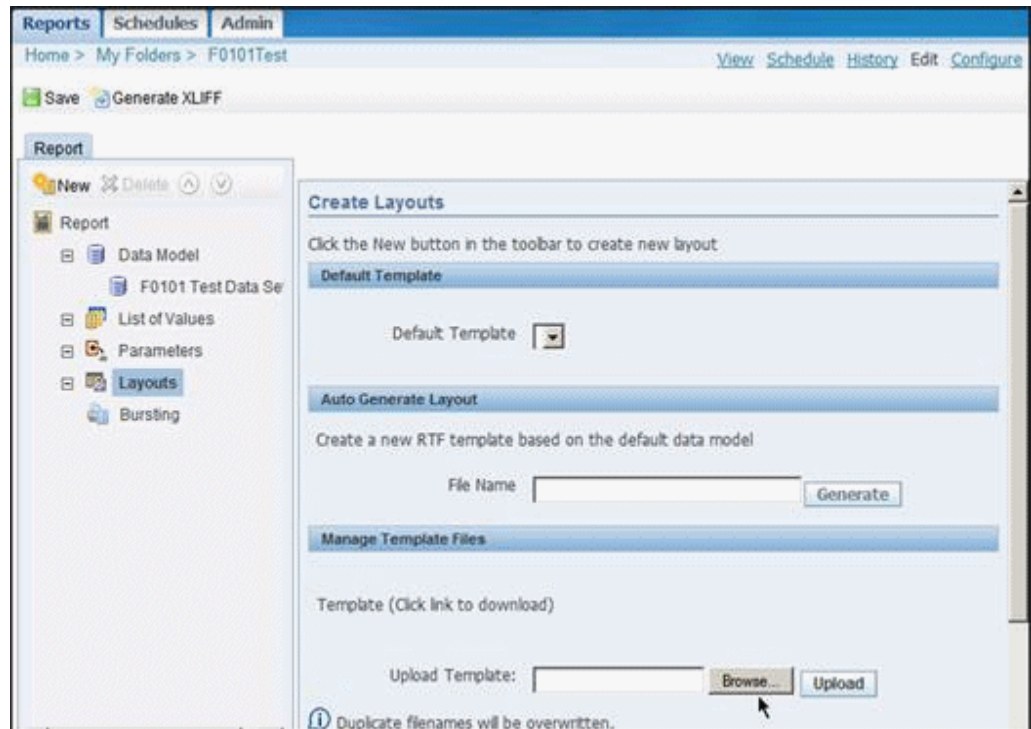 Reports Schedules Admin
Home > My Folders > F0101Test
View Schedule History Edit Configure
Save Generate XLIFF
Report
New Delete
Report
Data Model
F0101 Test Data Se
List of Values
Parameters
Layouts
Bursting
Create Layouts
Click the New button in the toolbar to create new layout
Default Template
Default Template
Auto Generate Layout
Create a new RTF template based on the default data model
File Name
Generate
Manage Template Files
Template (Click link to download)
Upload Template:
Browse...
Upload
Duplicate filenames will be overwritten.